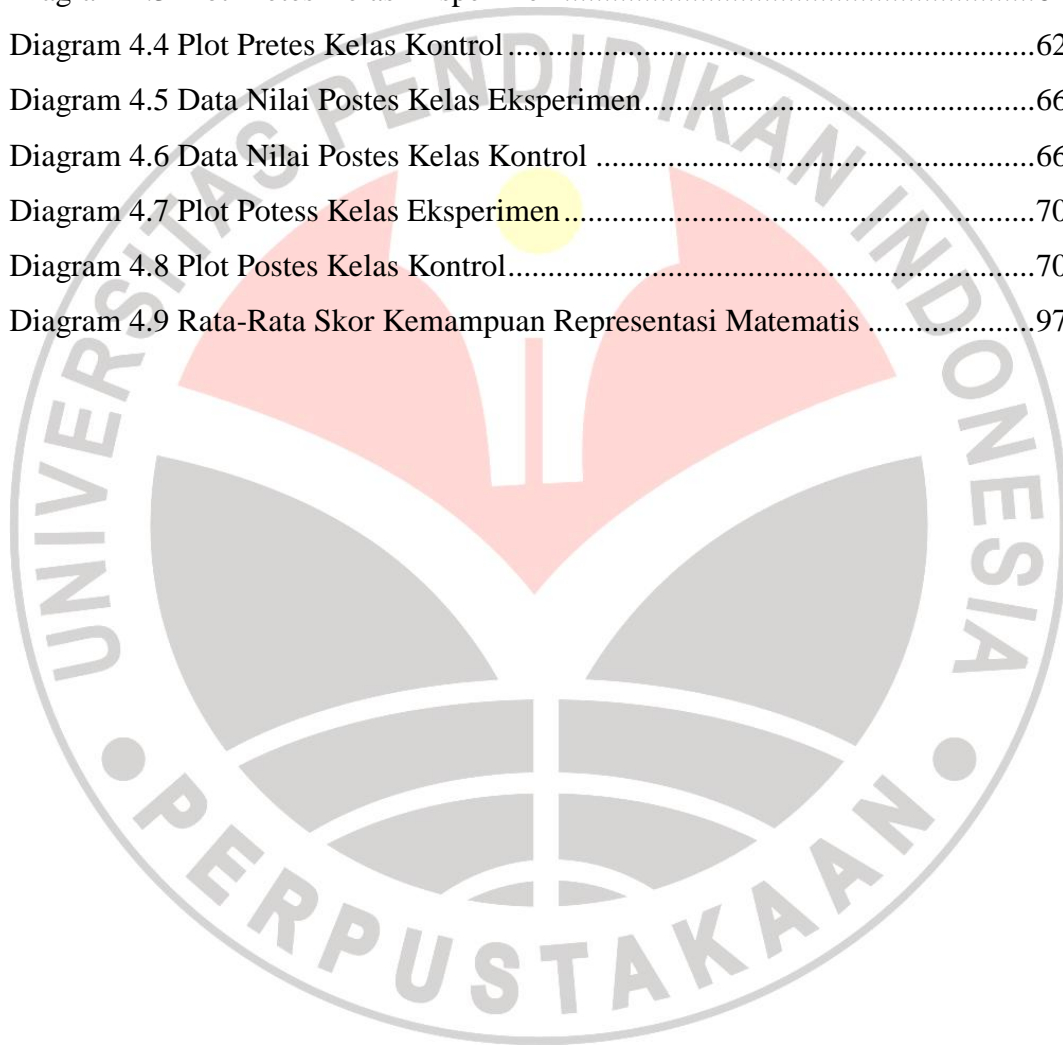 Diagram 4.4 Plot Pretes Kelas Kontrol ..................................................................62
Diagram 4.5 Data Nilai Postes Kelas Eksperimen.................................................66
Diagram 4.6 Data Nilai Postes Kelas Kontrol .......................................................66
Diagram 4.7 Plot Potess Kelas Eksperimen...........................................................70
Diagram 4.8 Plot Postes Kelas Kontrol..................................................................70
Diagram 4.9 Rata-Rata Skor Kemampuan Representasi Matematis ....................97
UNIVERSITAS PENDIDIKAN INDONESIA
PERPUSTAKAAN